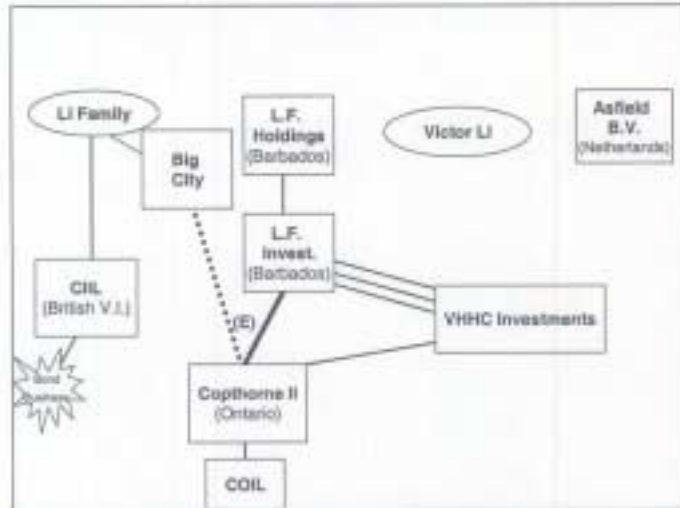 Li Family
Big
City
L.F.
Holdings
(Barbados)
Victor Li
Asfield
B.V.
(Netherlands)
L.F.
Invest.
(Barbados)
CIIL
(British V.I.)
(E)
VHHC Investments
Copthorne II
(Ontario)
COIL